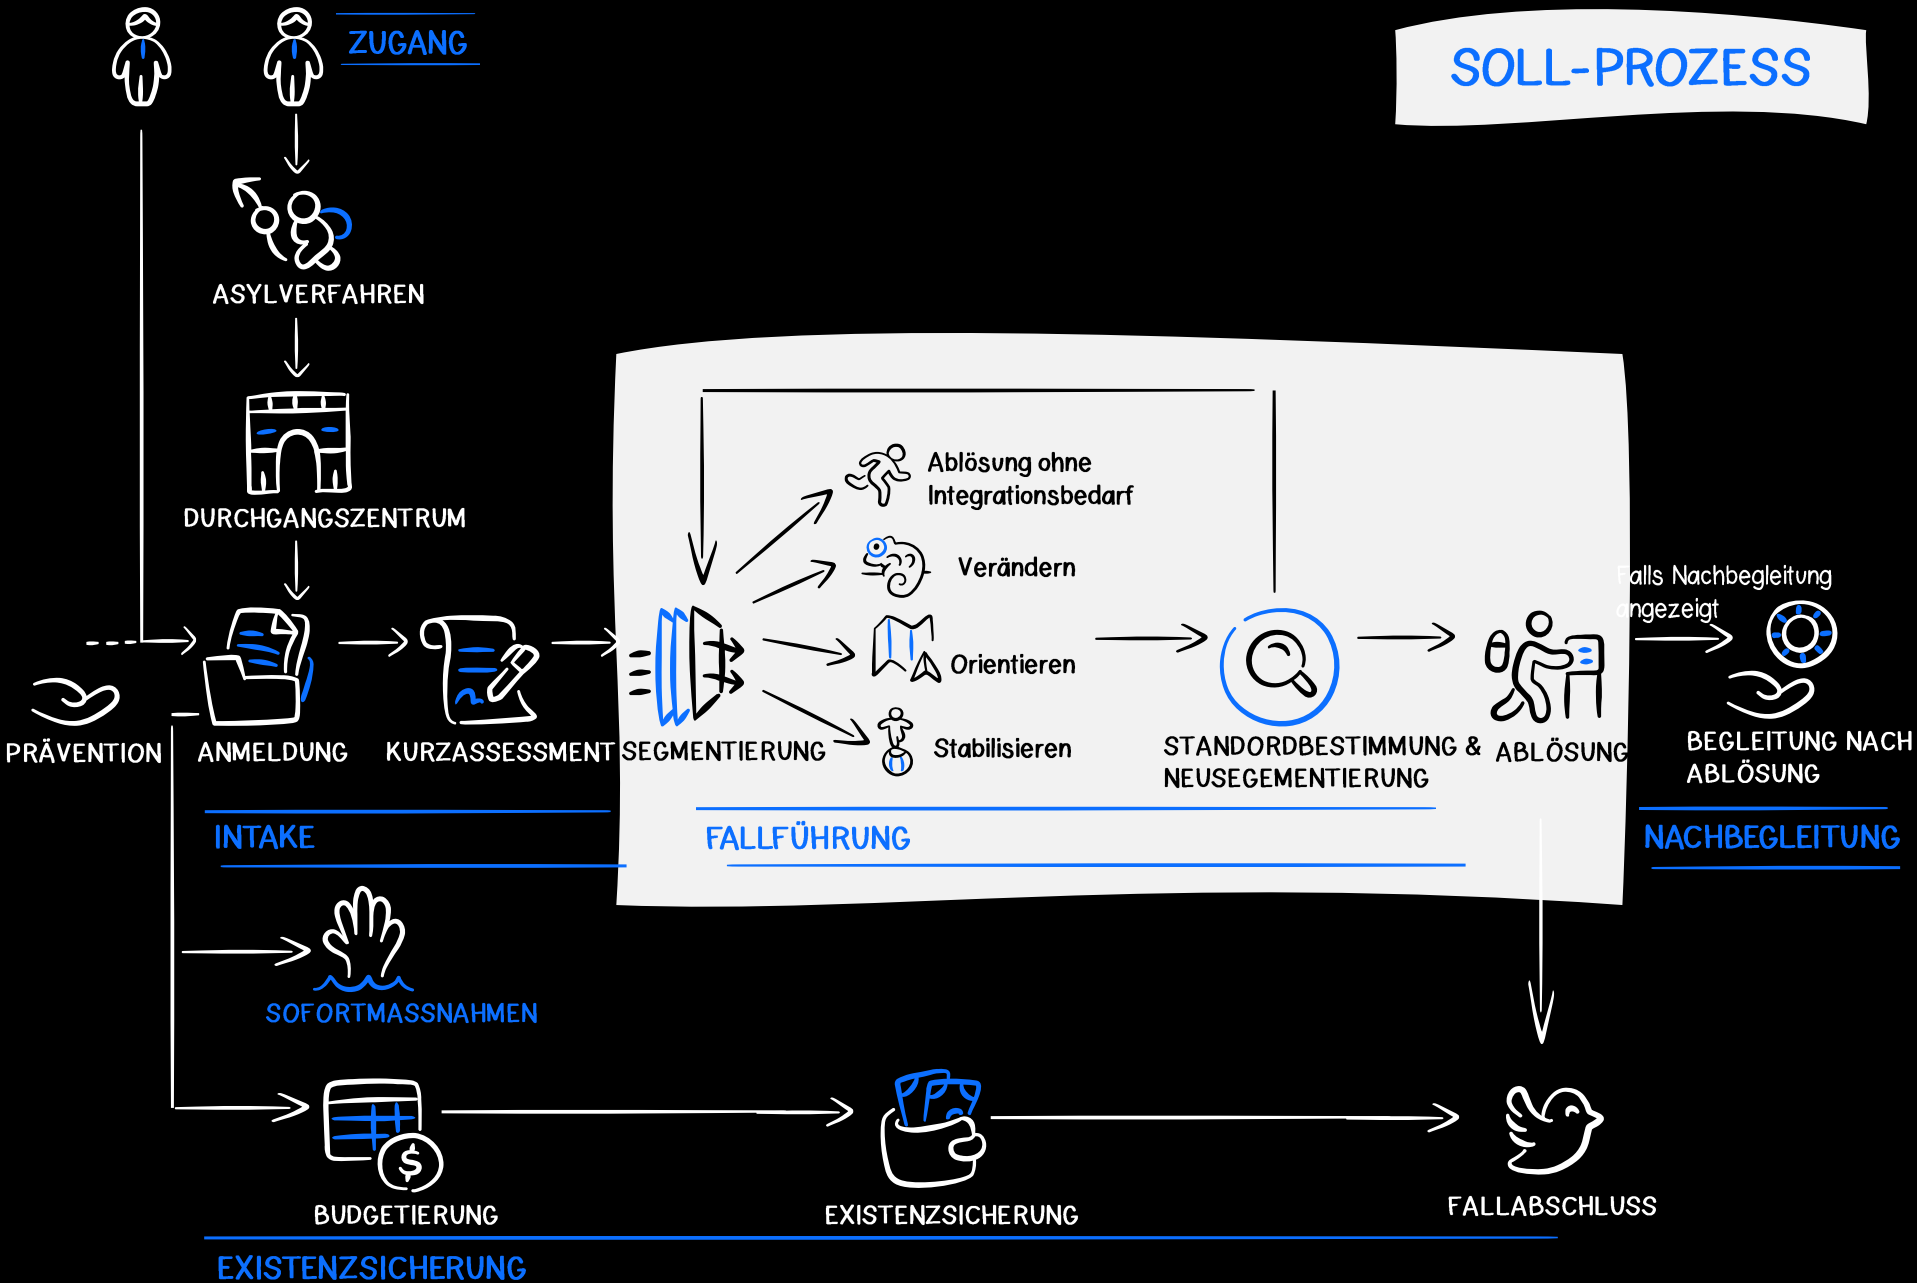 ZUGANG
SOLL-PROZESS
ASYLVERFAHREN
DURCHGANGSZENTRUM
Ablösung ohne
Integrationsbedarf
Verändern
Orientieren
Stabilisieren
Falls Nachbegleitung
angezeigt
PRÄVENTION
ANMELDUNG
KURZASSESSMENT
SEGMENTIERUNG
STANDORDBESTIMMUNG &
NEUSEGEMENTIERUNG
ABLÖSUNG
BEGLEITUNG NACH
ABLÖSUNG
INTAKE
FALLFÜHRUNG
NACHBEGLEITUNG
SOFORTMASSNAHMEN
$
BUDGETIERUNG
EXISTENZSICHERUNG
FALLABSCHLUSS
EXISTENZSICHERUNG